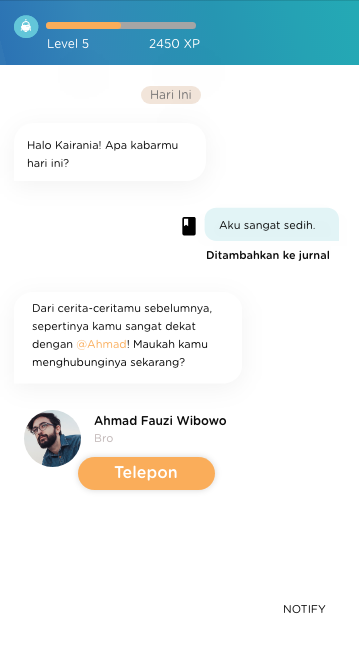 Level 5
2450 XP
Hari Ini
Halo Kairania! Apa kabarmu
hari ini?
Aku sangat sedih.
Ditambahkan ke jurnal
Dari cerita-ceritamu sebelumnya,
sepertinya kamu sangat dekat
dengan @Ahmad! Maukah kamu
menghubunginya sekarang?
Ahmad Fauzi Wibowo
Bro
Telepon
NOTIFY